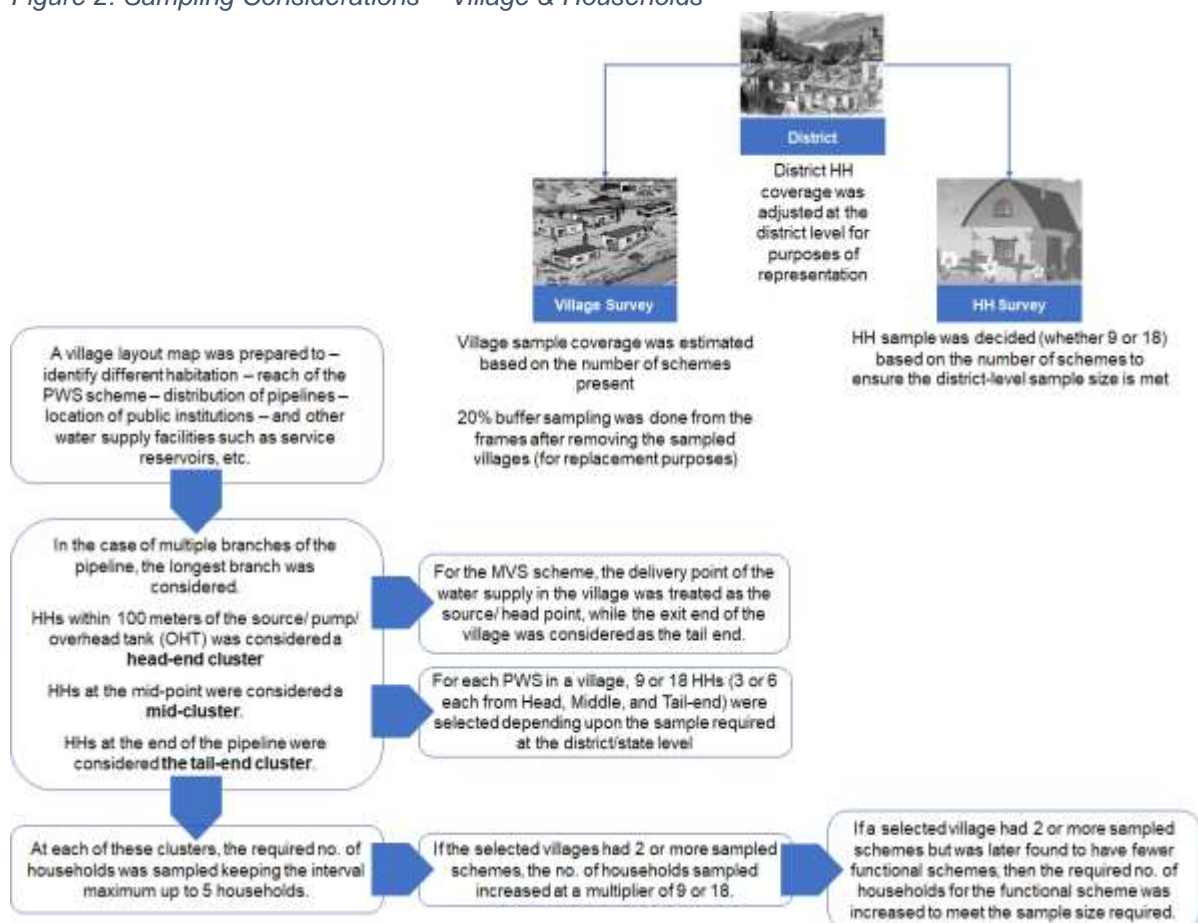 Figure 2: Sampling Considerations – Village & Households
District
District HH
coverage was
adjusted at the
district level for
purposes of
representation
Village Survey
Village sample coverage was estimated
based on the number of schemes
present
20% buffer sampling was done from the
frames after removing the sampled
villages (for replacement purposes)
HH Survey
HH sample was decided (whether 9 or 18)
based on the number of schemes to
ensure the district-level sample size is met
A village layout map was prepared to –
identify different habitation – reach of the
PWS scheme – distribution of pipelines –
location of public institutions – and other
water supply facilities such as service
reservoirs, etc.
In the case of multiple branches of the
pipeline, the longest branch was
considered.
HHs within 100 meters of the source/ pump/
overhead tank (OHT) was considered a
head-end cluster
HHs at the mid-point were considered a
mid-cluster.
HHs at the end of the pipeline were
considered the tail-end cluster.
For the MVS scheme, the delivery point of the
water supply in the village was treated as the
source/ head point, while the exit end of the
village was considered as the tail end.
For each PWS in a village, 9 or 18 HHs (3 or 6
each from Head, Middle, and Tail-end) were
selected depending upon the sample required
at the district/state level
At each of these clusters, the required no. of
households was sampled keeping the interval
maximum up to 5 households.
If the selected villages had 2 or more sampled
schemes, the no. of households sampled
increased at a multiplier of 9 or 18.
If a selected village had 2 or more sampled
schemes but was later found to have fewer
functional schemes, then the required no. of
households for the functional scheme was
increased to meet the sample size required.